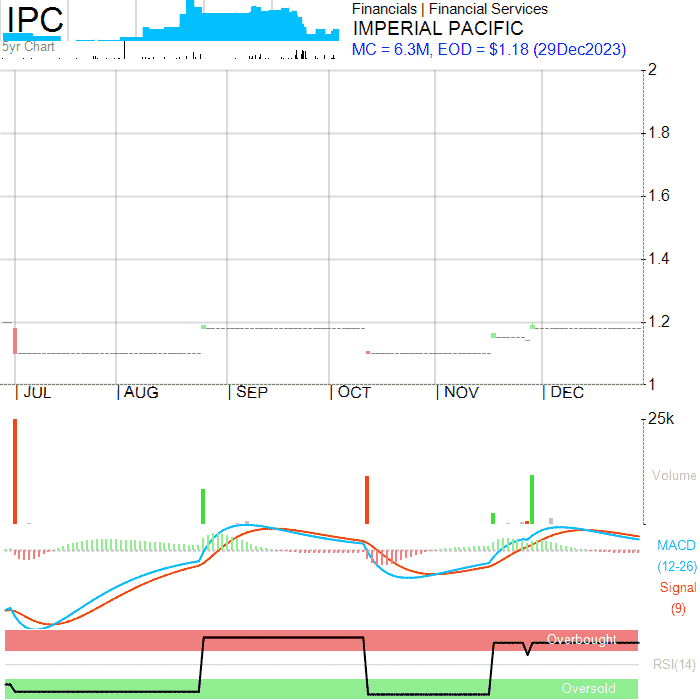 IPC
5yr Chart
Financials | Financial Services
IMPERIAL PACIFIC
MC = 6.3M, EOD = $1.18 (29Dec2023)
2
1.8
1.6
1.4
1.2
1
JUL AUG SEP OCT NOV DEC
25k
Volume
MACD
(12-26)
Signal
(9)
Overbought
RSI(14)
Oversold